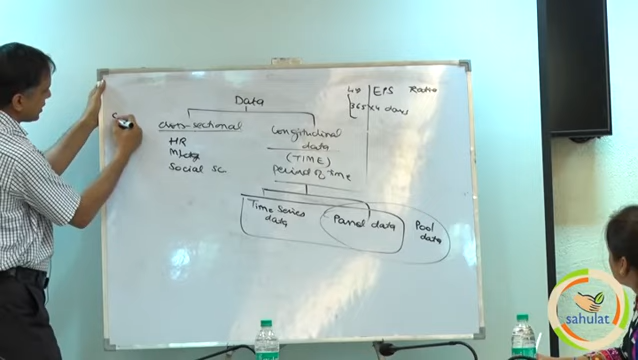 Data
cross-sectional
HR
Mktg
Social Sc.
Longitudinal
data
(TIME)
period of time
Time Series
data
Panel data
Pool
data
EPS Ratio
365 x 4 days
sahulat